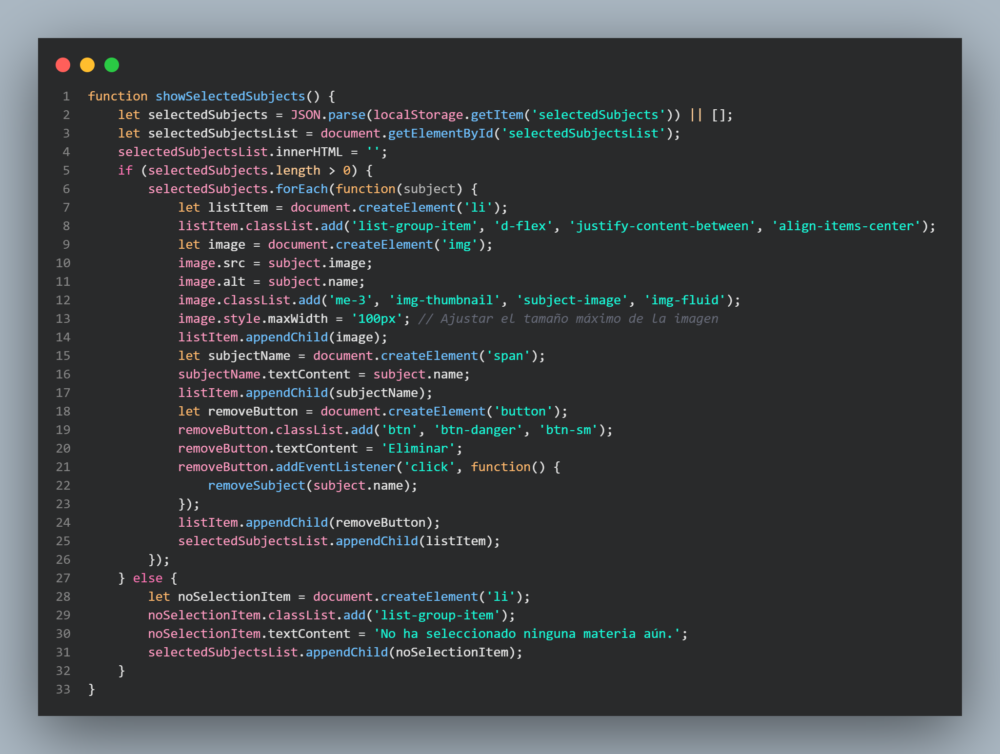 1 function showSelectedSubjects() {
2     let selectedSubjects = JSON.parse(localStorage.getItem('selectedSubjects')) || [];
3     let selectedSubjectsList = document.getElementById('selectedSubjectsList');
4     selectedSubjectsList.innerHTML = '';
5     if (selectedSubjects.length > 0) {
6         selectedSubjects.forEach(function(subject) {
7             let listItem = document.createElement('li');
8             listItem.classList.add('list-group-item', 'd-flex', 'justify-content-between', 'align-items-center');
9             let image = document.createElement('img');
10             image.src = subject.image;
11             image.alt = subject.name;
12             image.classList.add('me-3', 'img-thumbnail', 'subject-image', 'img-fluid');
13             image.style.maxWidth = '100px'; // Ajustar el tamaño máximo de la imagen
14             listItem.appendChild(image);
15             let subjectName = document.createElement('span');
16             subjectName.textContent = subject.name;
17             listItem.appendChild(subjectName);
18             let removeButton = document.createElement('button');
19             removeButton.classList.add('btn', 'btn-danger', 'btn-sm');
20             removeButton.textContent = 'Eliminar';
21             removeButton.addEventListener('click', function() {
22                 removeSubject(subject.name);
23             });
24             listItem.appendChild(removeButton);
25             selectedSubjectsList.appendChild(listItem);
26         });
27     } else {
28         let noSelectionItem = document.createElement('li');
29         noSelectionItem.classList.add('list-group-item');
30         noSelectionItem.textContent = 'No ha seleccionado ninguna materia aún.';
31         selectedSubjectsList.appendChild(noSelectionItem);
32     }
33 }